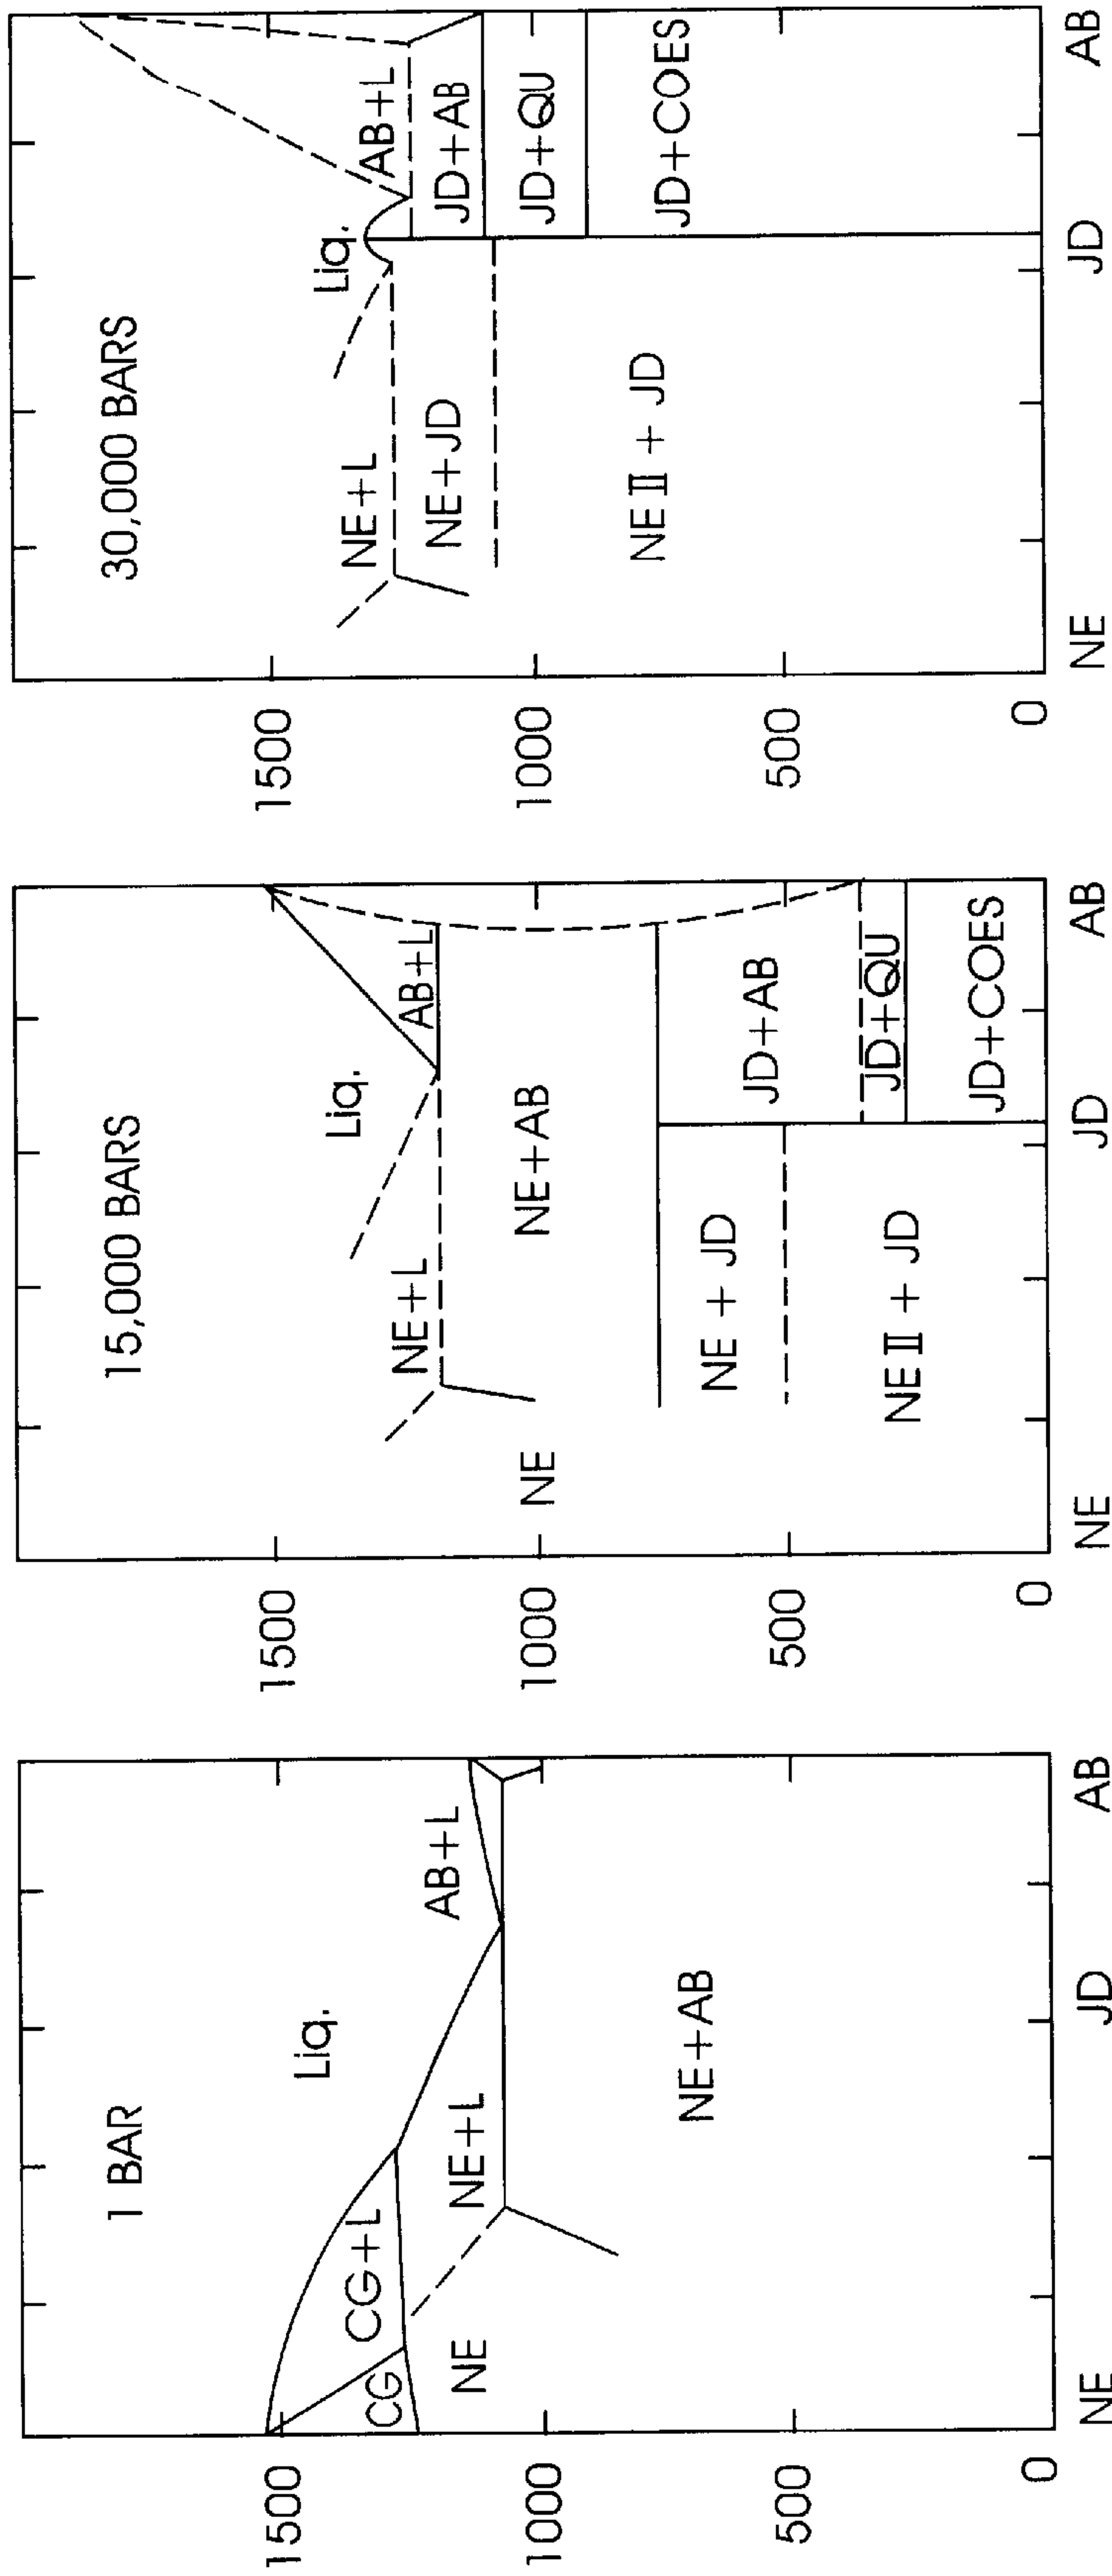 1 BAR
1500
1000
500
0
Liq.
CG+L
CG
NE
NE+L
AB+L
NE+AB
NE
JD
AB
15,000 BARS
1500
1000
500
0
Liq.
NE+L
AB+L
NE
NE+AB
NE + JD
JD+AB
JD+QU
NE II + JD
JD+COES
NE
JD
AB
30,000 BARS
1500
1000
500
0
Liq.
NE+L
AB+L
NE+JD
JD+AB
JD+QU
NE II + JD
JD+COES
NE
JD
AB